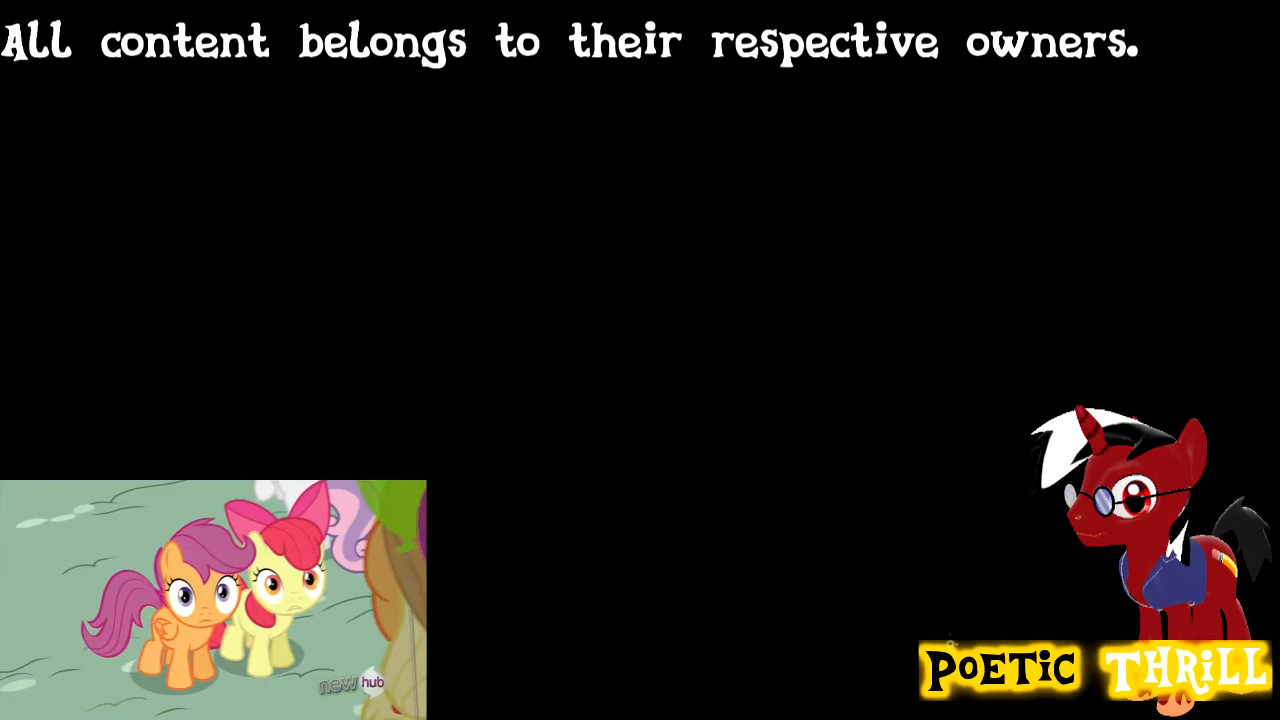 All content belongs to their respective owners.
new hub
POETIC THRILL